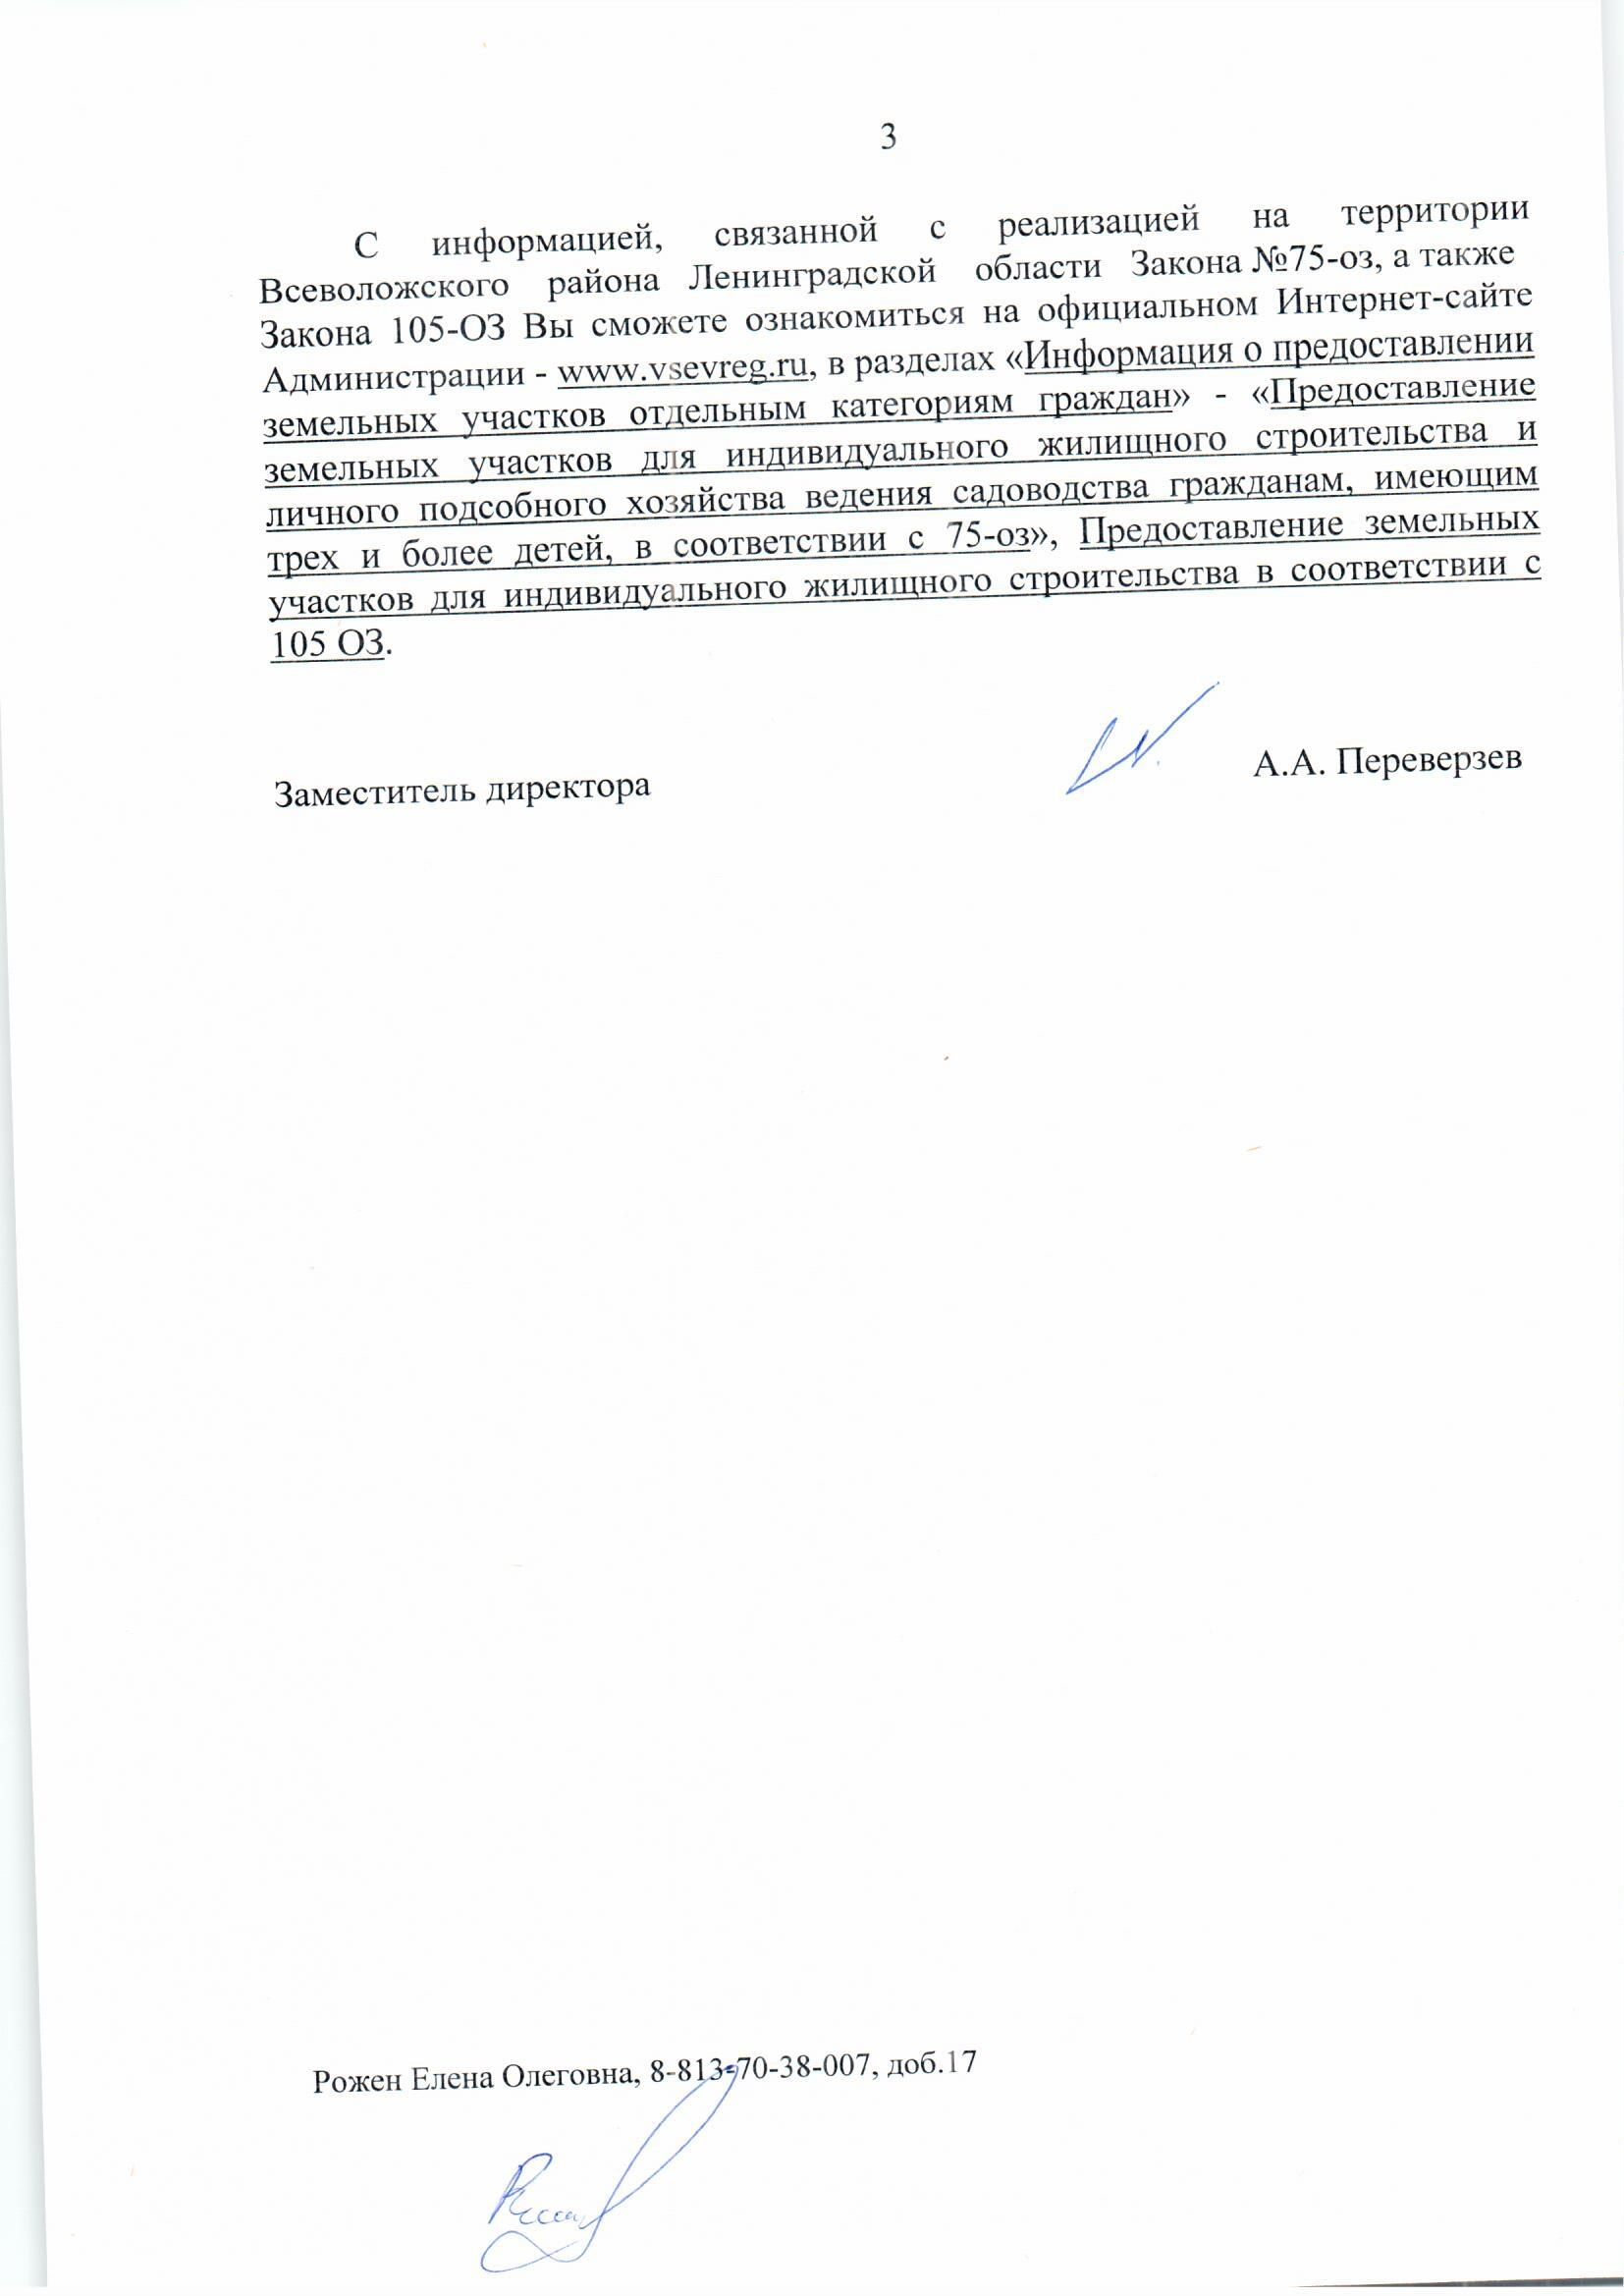 3
С информацией, связанной с реализацией на территории
Всеволожского района Ленинградской области Закона №75-оз, а также
Закона 105-ОЗ Вы сможете ознакомиться на официальном Интернет-сайте
Администрации - www.vsevreg.ru, в разделах «Информация о предоставлении
земельных участков отдельным категориям граждан» - «Предоставление
земельных участков для индивидуального жилищного строительства и
личного подсобного хозяйства ведения садоводства гражданам, имеющим
трех и более детей, в соответствии с 75-оз», Предоставление земельных
участков для индивидуального жилищного строительства в соответствии с
105 ОЗ.
Заместитель директора А.А. Переверзев
Рожен Елена Олеговна, 8-813-70-38-007, доб.17